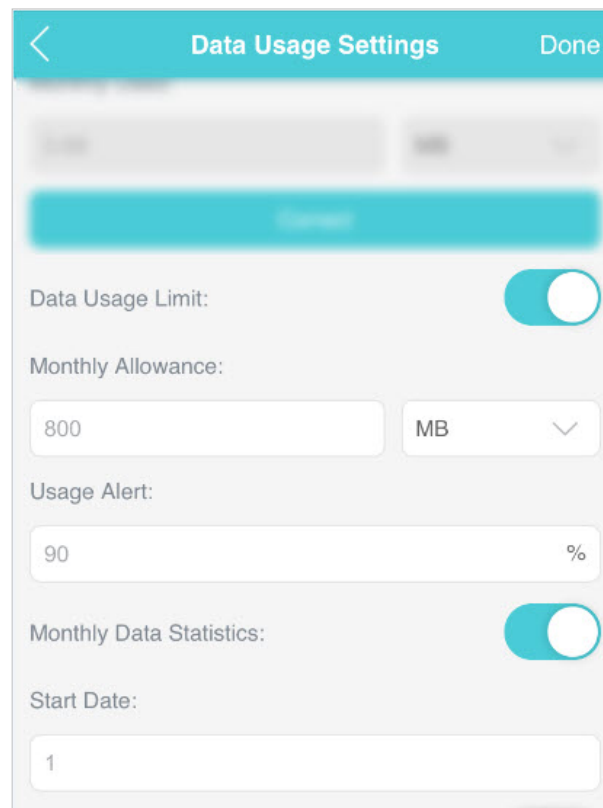 Data Usage Settings Done
Data Usage Limit:
Monthly Allowance:
800 MB
Usage Alert:
90 %
Monthly Data Statistics:
Start Date:
1